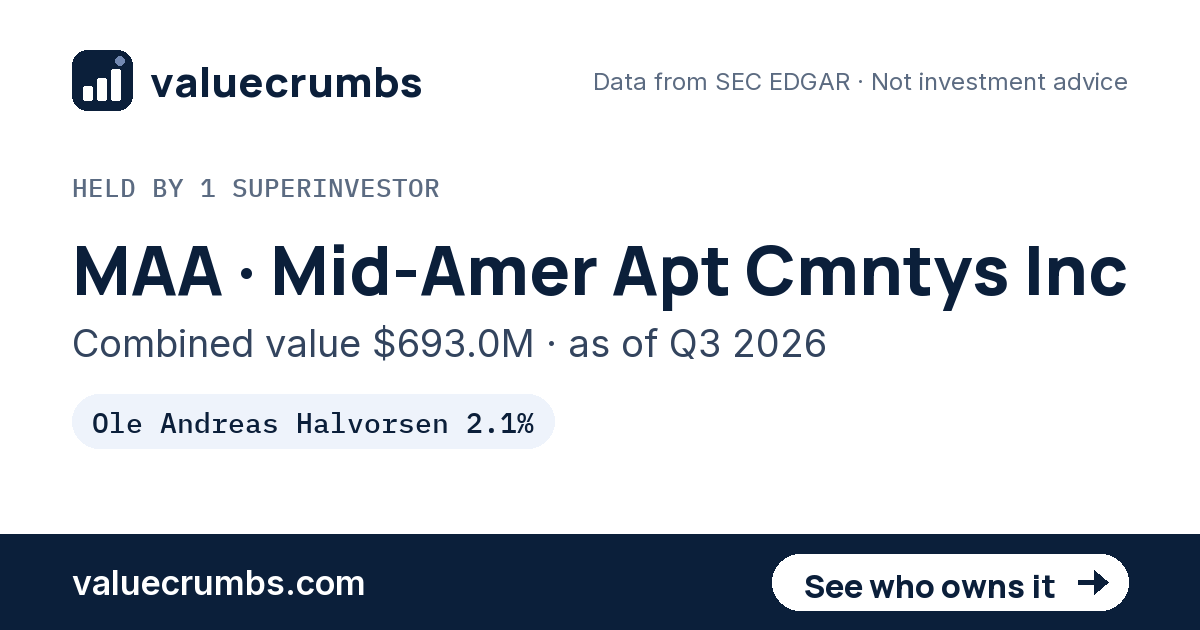 valuecrumbs
Data from SEC EDGAR · Not investment advice
HELD BY 1 SUPERINVESTOR
MAA · Mid-Amer Apt Cmntys Inc
Combined value $693.0M · as of Q3 2026
Ole Andreas Halvorsen 2.1%
valuecrumbs.com
See who owns it →